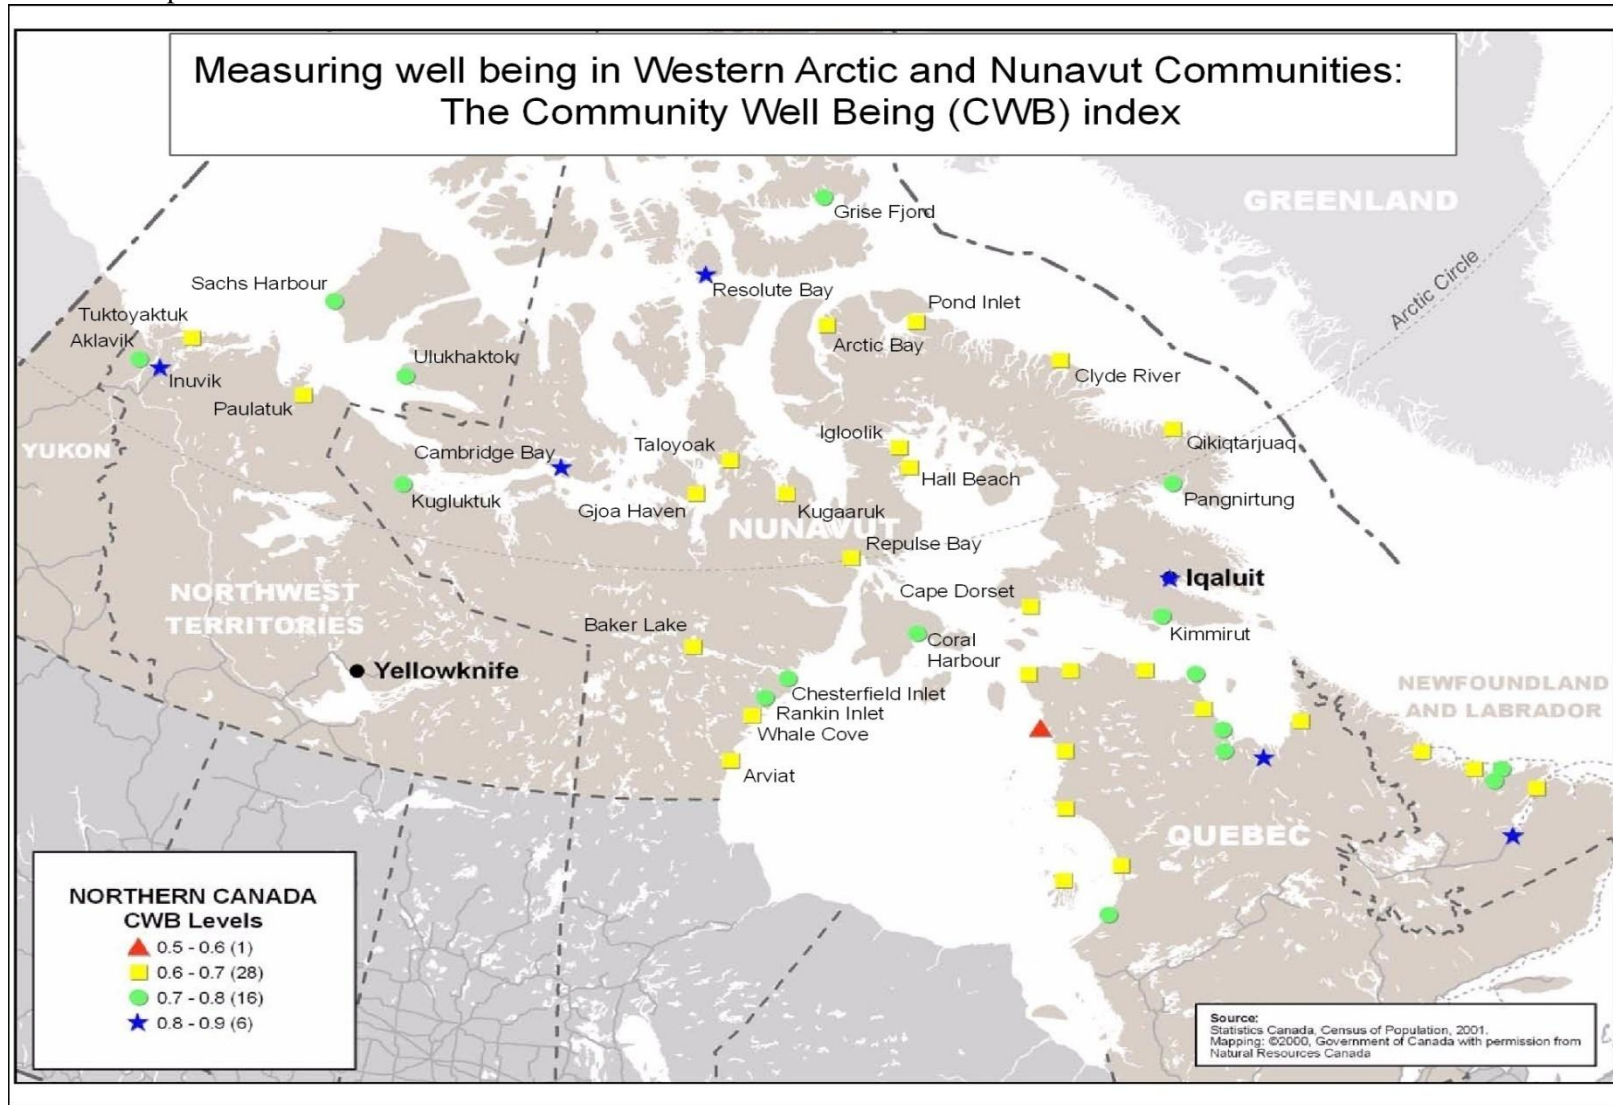 Measuring well being in Western Arctic and Nunavut Communities:
The Community Well Being (CWB) index
GREENLAND
Grise Fjord
Arctic Circle
Sachs Harbour
Resolute Bay
Pond Inlet
Tuktoyaktuk
Aklavik
Arctic Bay
Ulukhaktok
Inuvik
Clyde River
Paulatuk
YUKON
Cambridge Bay
Taloyoak
Igloolik
Qikiqtarjuaq
Hall Beach
Kugluktuk
Gjoa Haven
Kugaaruk
Pangnirtung
NUNAVUT
Repulse Bay
Iqaluit
NORTHWEST
TERRITORIES
Cape Dorset
Baker Lake
Kimmirut
Coral
Harbour
Yellowknife
Chesterfield Inlet
Rankin Inlet
Whale Cove
NEWFOUNDLAND
AND LABRADOR
Arviat
QUEBEC
NORTHERN CANADA
CWB Levels
0.5 - 0.6 (1)
0.6 - 0.7 (28)
0.7 - 0.8 (16)
0.8 - 0.9 (6)
Source:
Statistics Canada, Census of Population, 2001.
Mapping: ©2000, Government of Canada with permission from
Natural Resources Canada